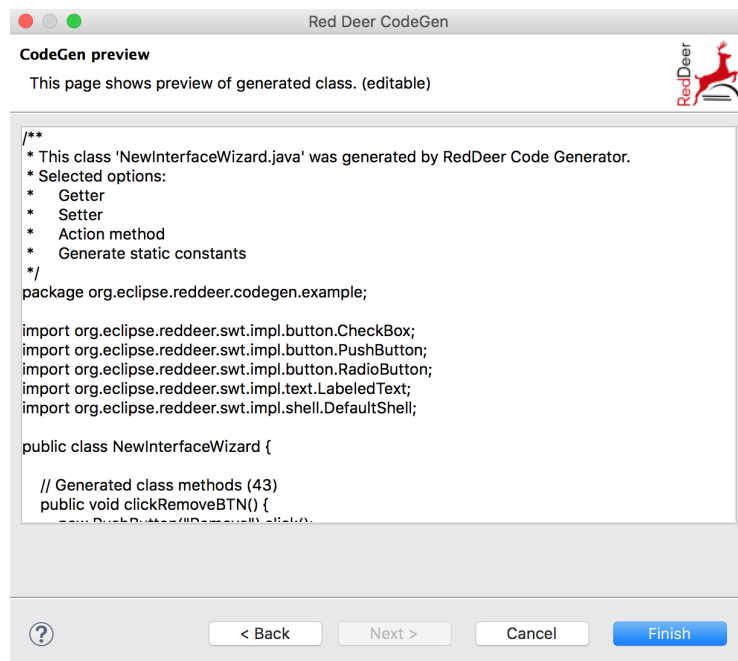 Red Deer CodeGen
CodeGen preview
This page shows preview of generated class. (editable)
RedDeer
/**
 * This class 'NewInterfaceWizard.java' was generated by RedDeer Code Generator.
 * Selected options:
 *      Getter
 *      Setter
 *      Action method
 *      Generate static constants
 */
package org.eclipse.reddeer.codegen.example;
import org.eclipse.reddeer.swt.impl.button.CheckBox;
import org.eclipse.reddeer.swt.impl.button.PushButton;
import org.eclipse.reddeer.swt.impl.button.RadioButton;
import org.eclipse.reddeer.swt.impl.text.LabeledText;
import org.eclipse.reddeer.swt.impl.shell.DefaultShell;
public class NewInterfaceWizard {
    // Generated class methods (43)
    public void clickRemoveBTN() {
        new PushButton("Remove").click();
?
< Back
Next >
Cancel
Finish